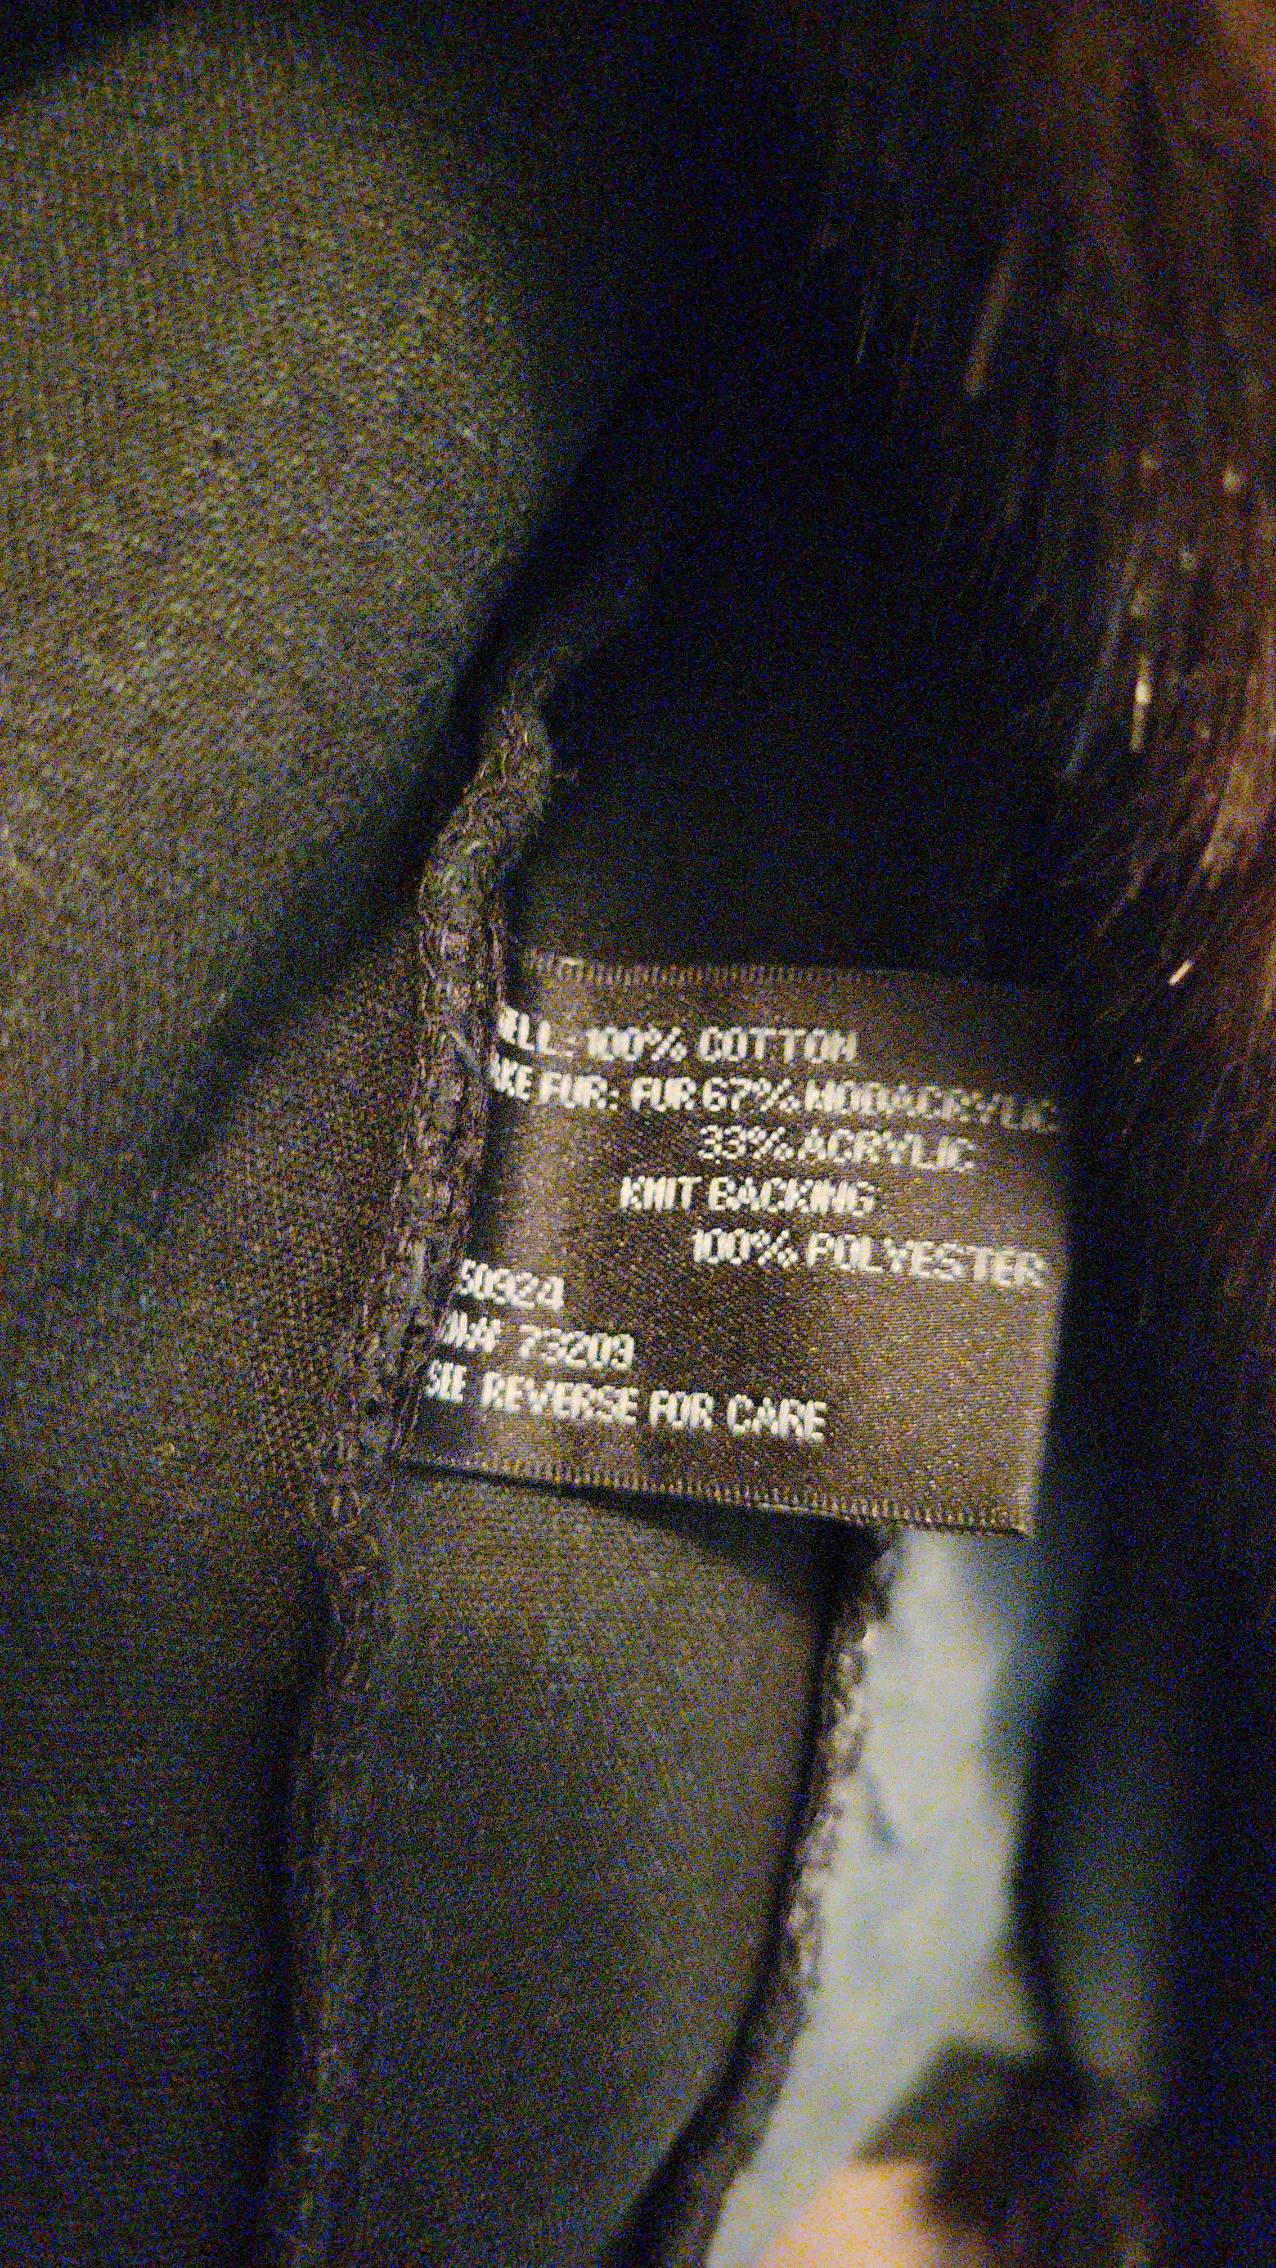 ELL: 100% COTTON
AKE FUR: FUR 67% MODACRYLIC
33% ACRYLIC
KNIT BACKING
100% POLYESTER
50924
73209
SEE REVERSE FOR CARE